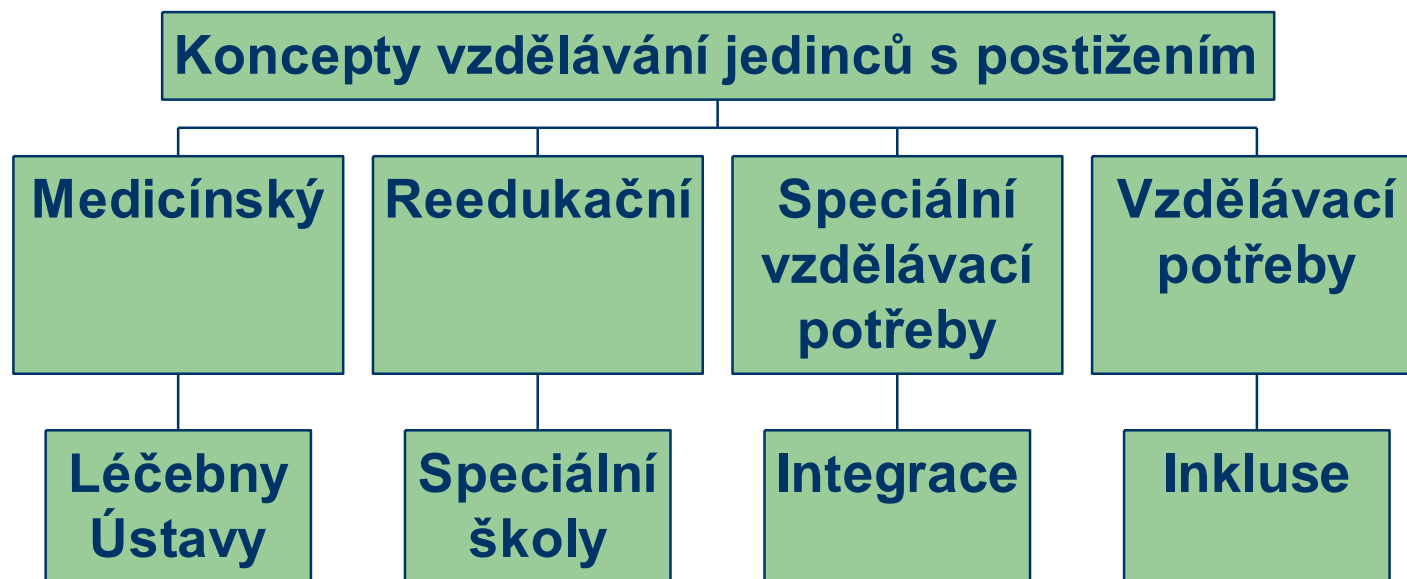 Koncepty vzdělávání jedinců s postižením
Medicínský
Reedukační
Speciální
vzdělávací
potřeby
Vzdělávací
potřeby
Léčebny
Ústavy
Speciální
školy
Integrace
Inkluse